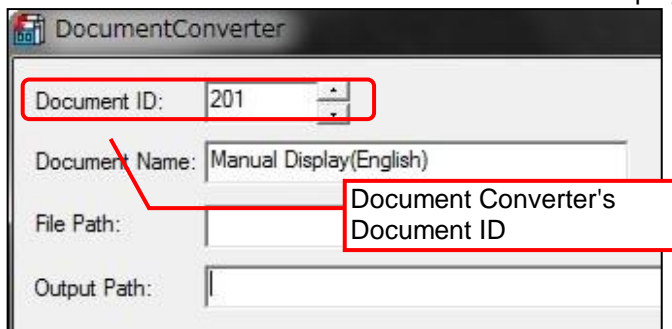 DocumentConverter
Document ID: 201
Document Name: Manual Display(English)
File Path:
Document Converter's
Document ID
Output Path: